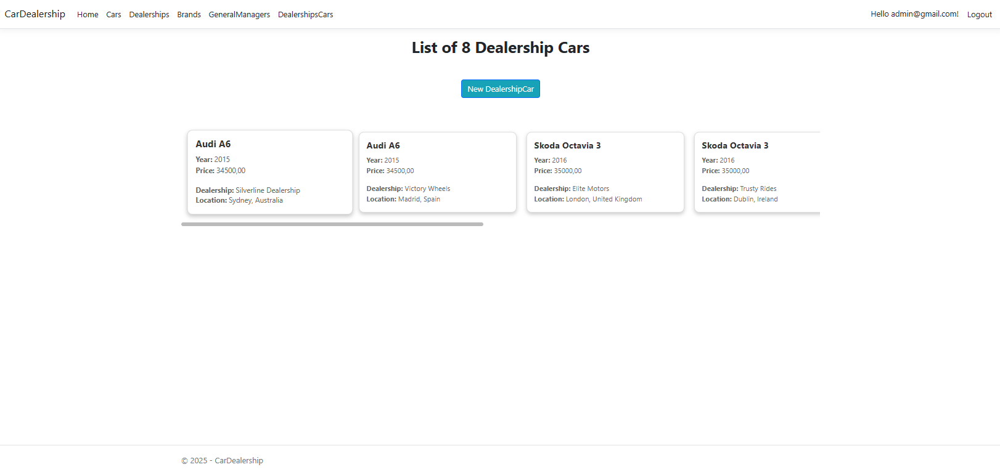 CarDealership Home Cars Dealerships Brands GeneralManagers DealershipsCars Hello admin@gmail.com! Logout
List of 8 Dealership Cars
New DealershipCar
Audi A6
Year: 2015
Price: 34500,00
Dealership: Silverline Dealership
Location: Sydney, Australia
Audi A6
Year: 2015
Price: 34500,00
Dealership: Victory Wheels
Location: Madrid, Spain
Skoda Octavia 3
Year: 2016
Price: 35000,00
Dealership: Elite Motors
Location: London, United Kingdom
Skoda Octavia 3
Year: 2016
Price: 35000,00
Dealership: Trusty Rides
Location: Dublin, Ireland
© 2025 - CarDealership